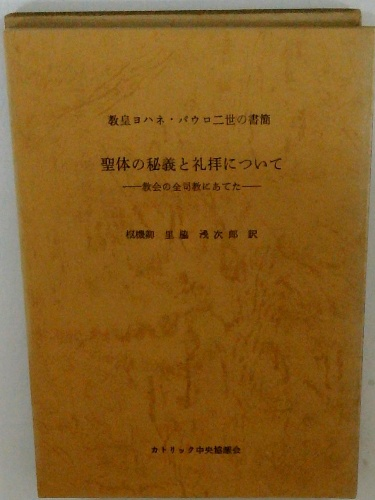 教皇ヨハネ・パウロ二世の書簡
聖体の秘義と礼拝について
──教会の全司教にあてた──
枢機卿 里脇 浅次郎 訳
カトリック中央協議会